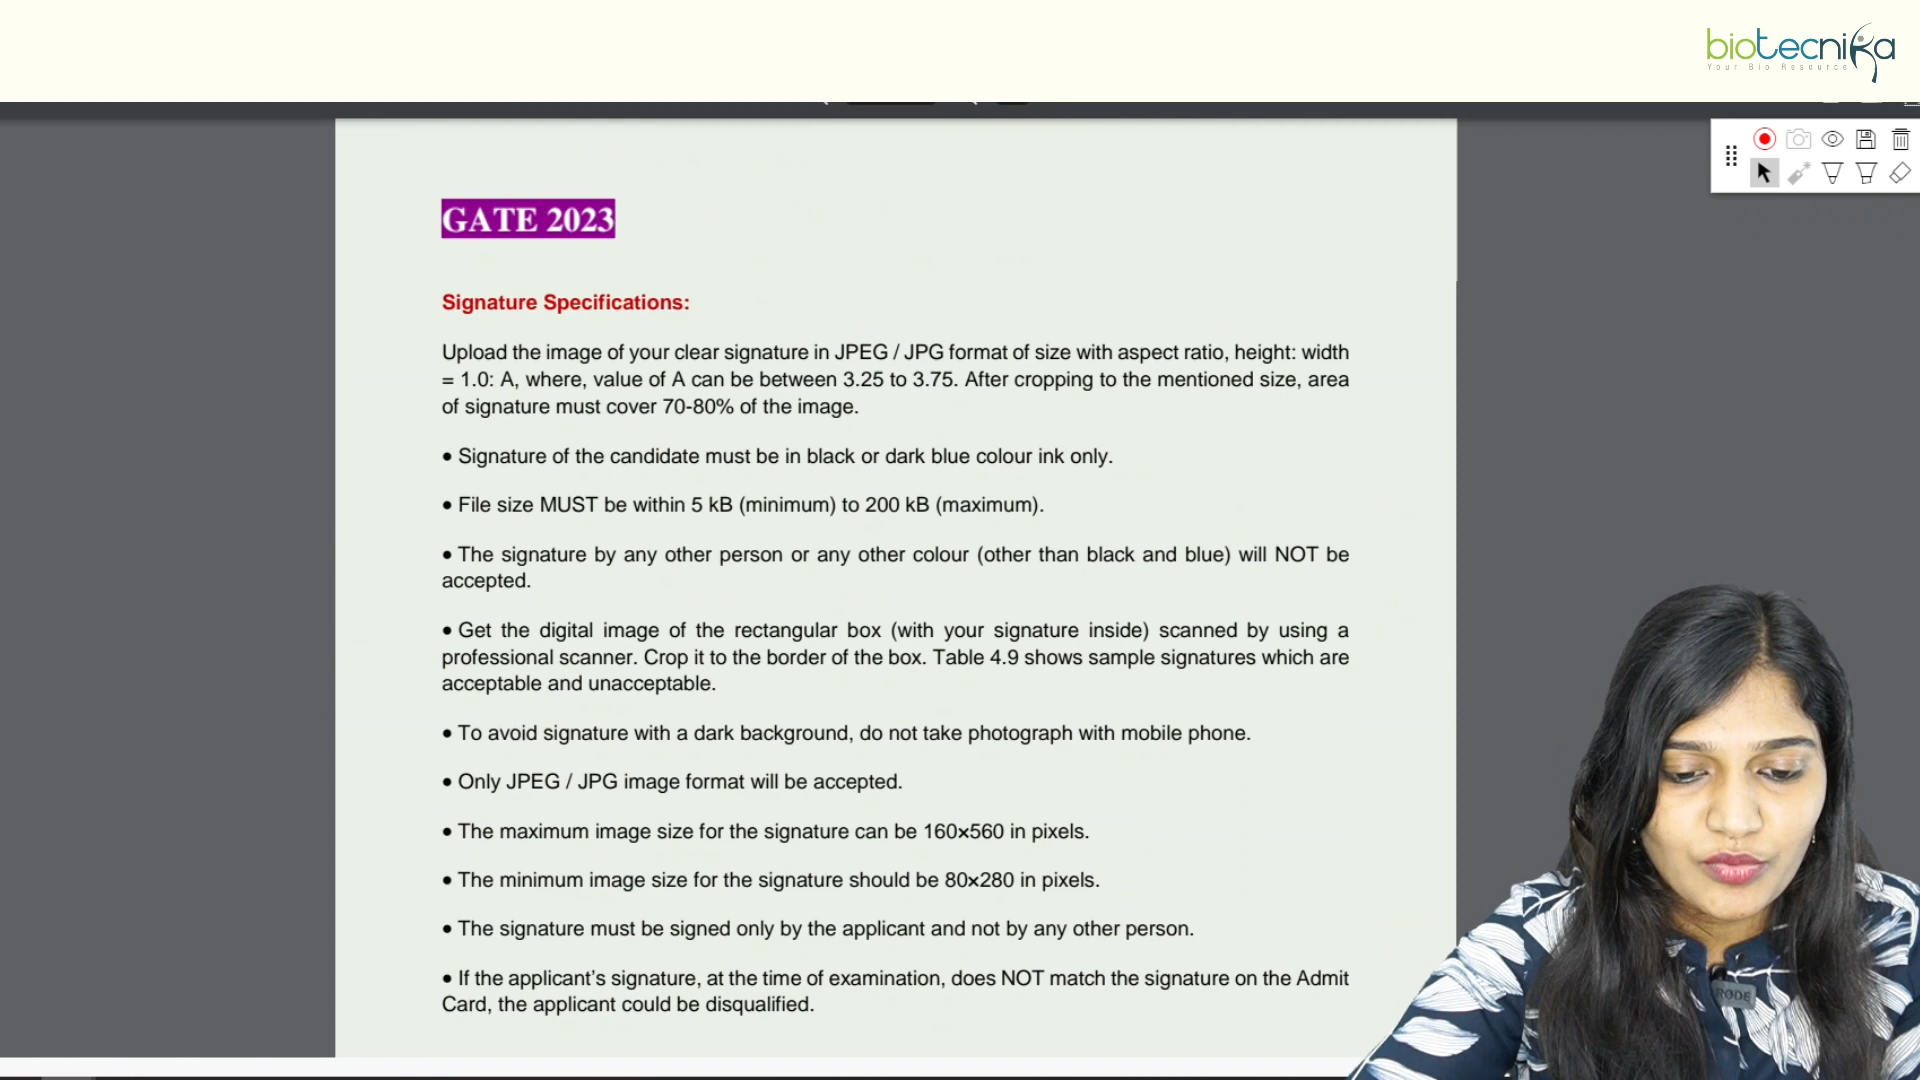 biotecnika
Your Bio Resource
GATE 2023
Signature Specifications:
Upload the image of your clear signature in JPEG / JPG format of size with aspect ratio, height: width
= 1.0: A, where, value of A can be between 3.25 to 3.75. After cropping to the mentioned size, area
of signature must cover 70-80% of the image.
• Signature of the candidate must be in black or dark blue colour ink only.
• File size MUST be within 5 kB (minimum) to 200 kB (maximum).
• The signature by any other person or any other colour (other than black and blue) will NOT be
accepted.
• Get the digital image of the rectangular box (with your signature inside) scanned by using a
professional scanner. Crop it to the border of the box. Table 4.9 shows sample signatures which are
acceptable and unacceptable.
• To avoid signature with a dark background, do not take photograph with mobile phone.
• Only JPEG / JPG image format will be accepted.
• The maximum image size for the signature can be 160×560 in pixels.
• The minimum image size for the signature should be 80×280 in pixels.
• The signature must be signed only by the applicant and not by any other person.
• If the applicant’s signature, at the time of examination, does NOT match the signature on the Admit
Card, the applicant could be disqualified.
RØDE